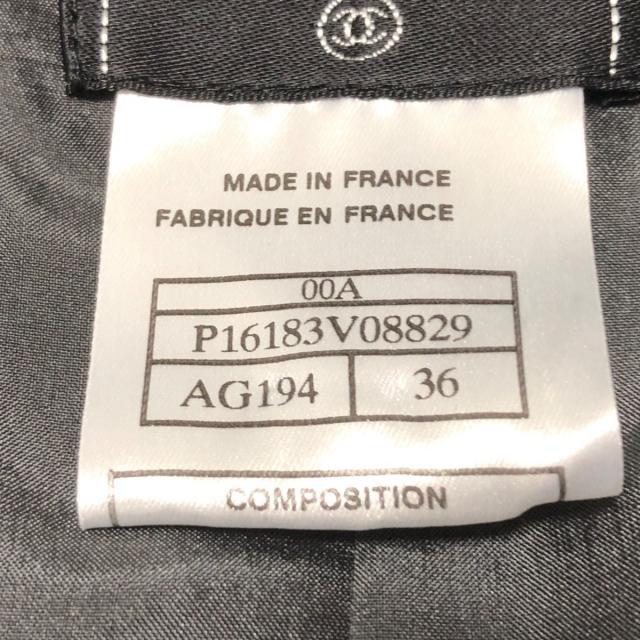 MADE IN FRANCE
FABRIQUE EN FRANCE
00A
P16183V08829
AG194 36
COMPOSITION